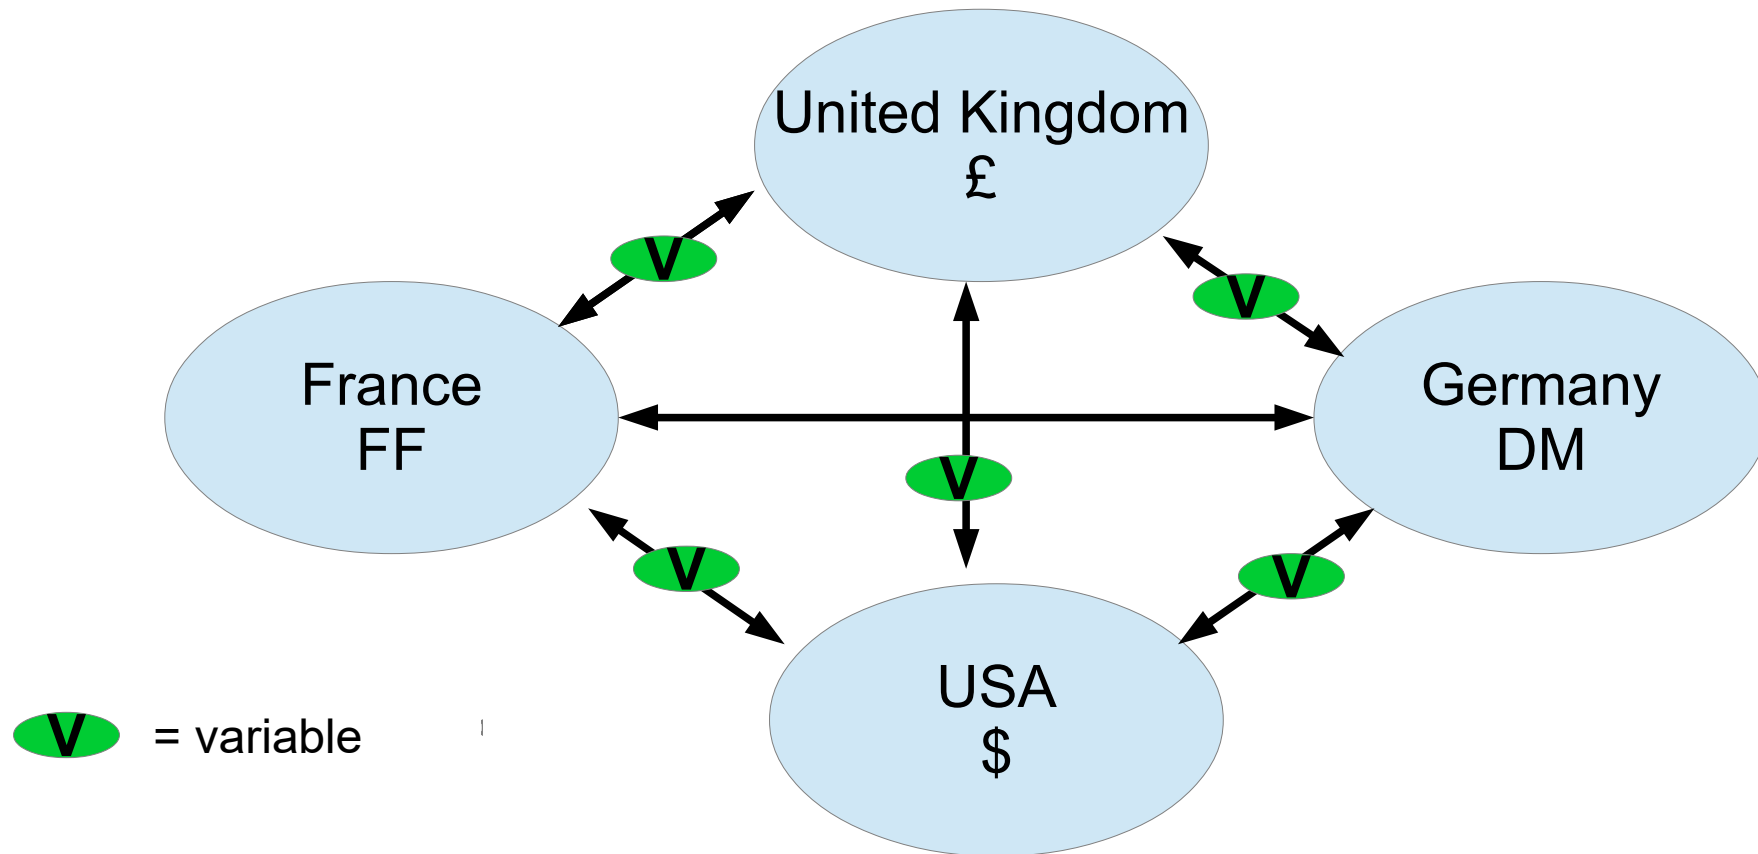 United Kingdom
£
V
V
France
FF
Germany
DM
V
V
V
USA
$
V = variable